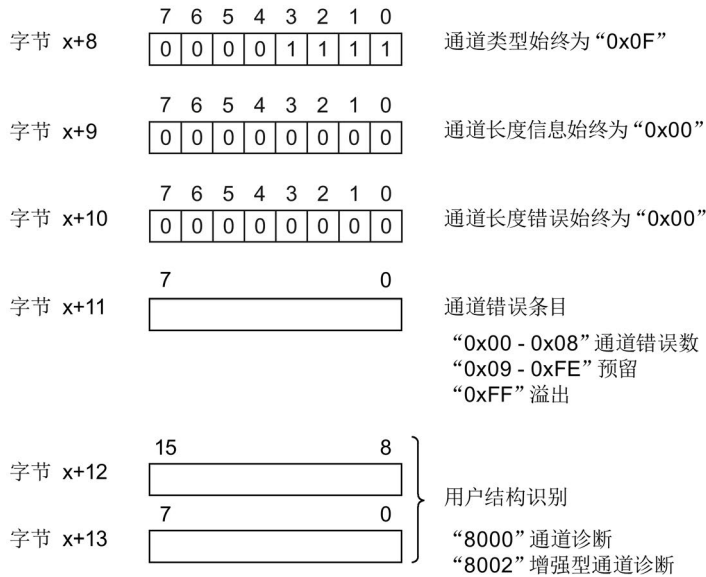 7 6 5 4 3 2 1 0
字节 x+8 0 0 0 0 1 1 1 1 通道类型始终为“0x0F”
7 6 5 4 3 2 1 0
字节 x+9 0 0 0 0 0 0 0 0 通道长度信息始终为“0x00”
7 6 5 4 3 2 1 0
字节 x+10 0 0 0 0 0 0 0 0 通道长度错误始终为“0x00”
7 0
字节 x+11 通道错误条目
“0x00 - 0x08”通道错误数
“0x09 - 0xFE”预留
“0xFF”溢出
15 8
字节 x+12
用户结构识别
7 0
字节 x+13 “8000”通道诊断
“8002”增强型通道诊断